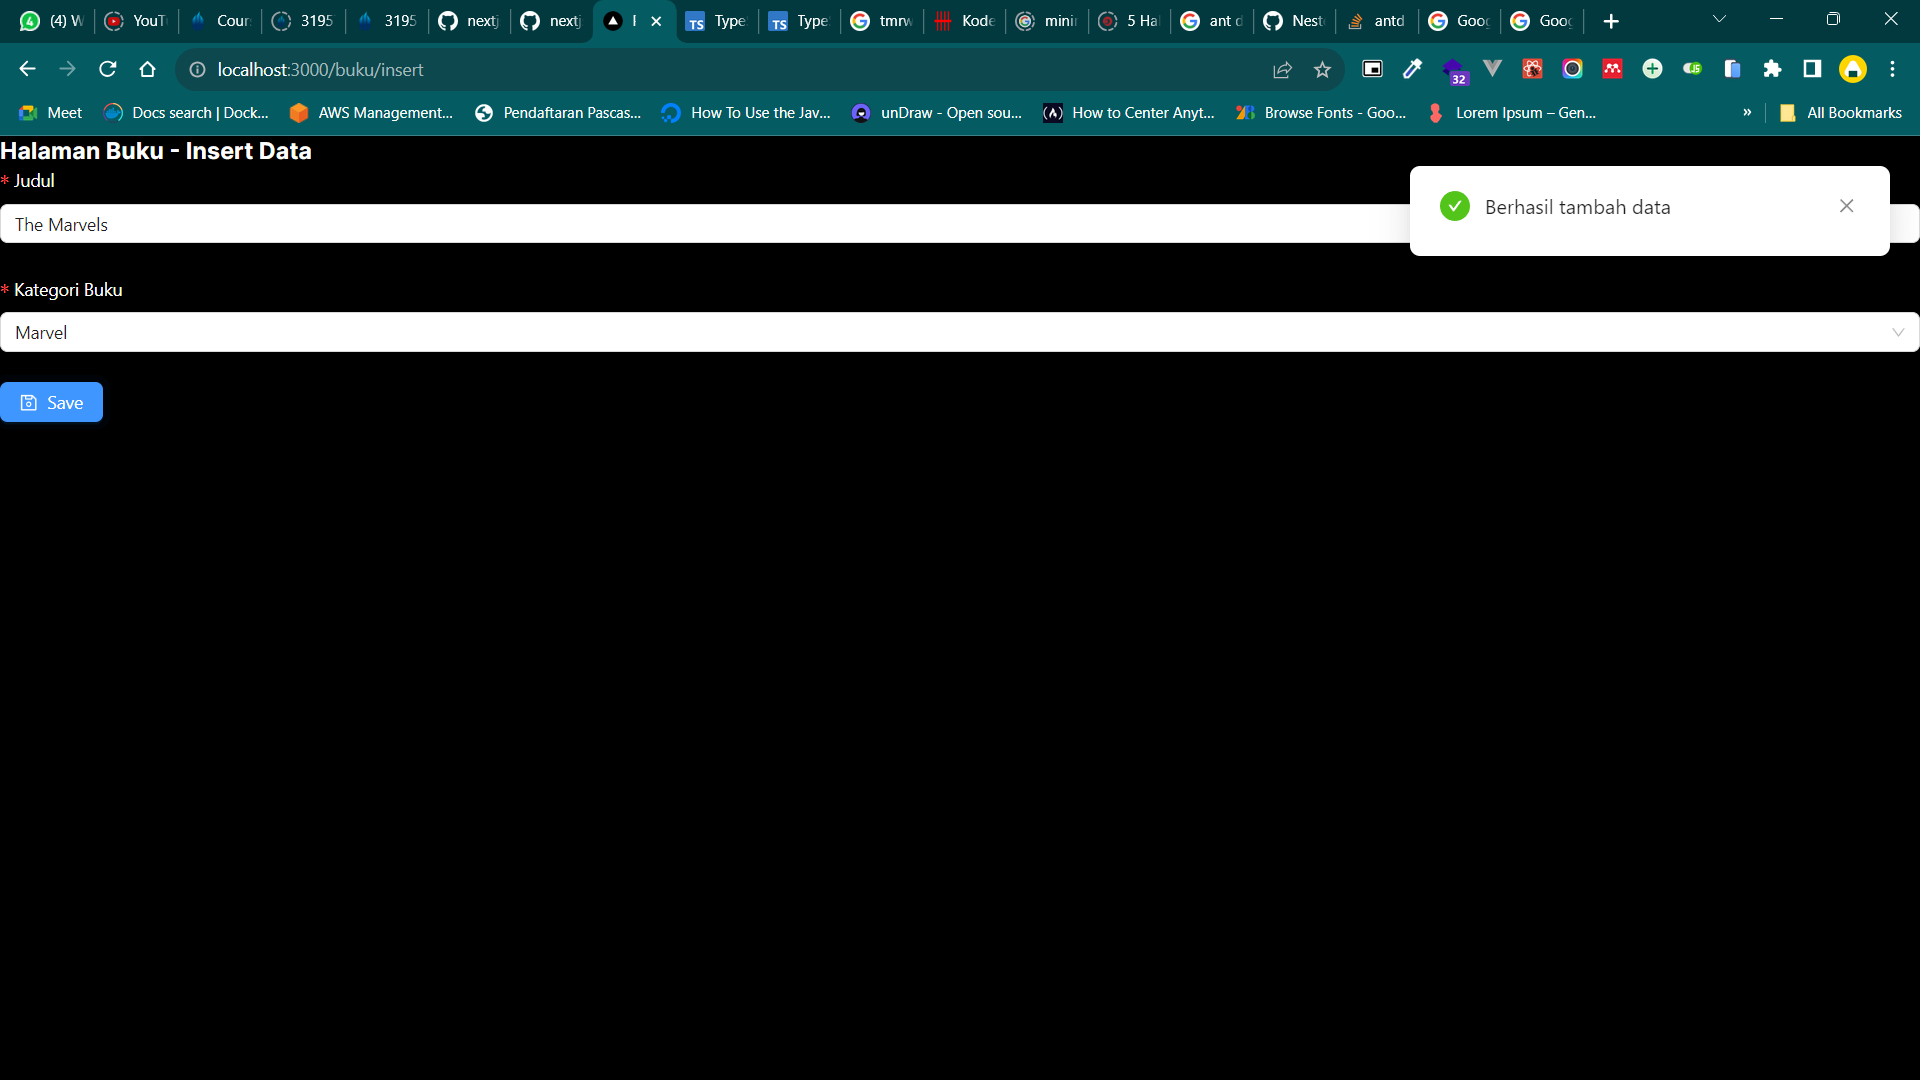 (4) W
YouT
Cour
3195
3195
nextj
nextj
Type
Type
tmrw
Kode
minir
5 Hal
ant d
Nest
antd
Goog
Goog
localhost:3000/buku/insert
32
Meet
Docs search | Dock...
AWS Management...
Pendaftaran Pascas...
How To Use the Jav...
unDraw - Open sou...
How to Center Anyt...
Browse Fonts - Goo...
Lorem Ipsum – Gen...
»
All Bookmarks
Halaman Buku - Insert Data
* Judul
The Marvels
Berhasil tambah data
* Kategori Buku
Marvel
Save